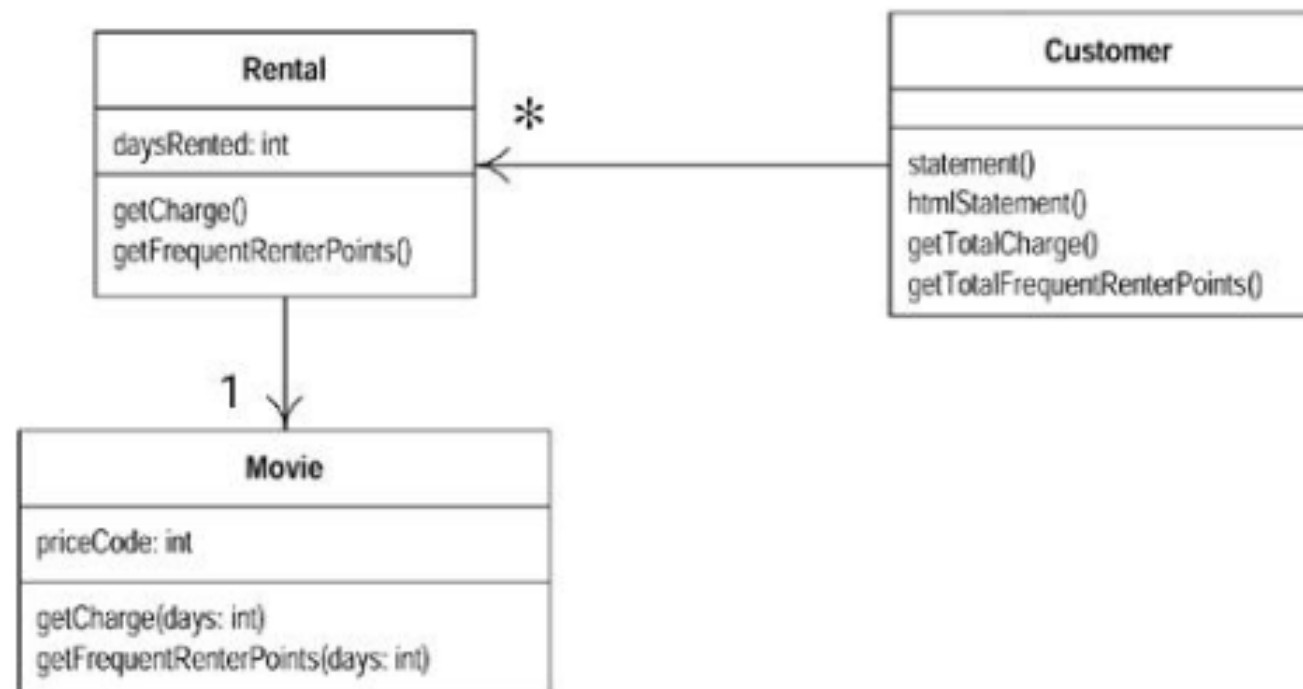 Rental
daysRented: int
getCharge()
getFrequentRenterPoints()
*
Customer
statement()
htmlStatement()
getTotalCharge()
getTotalFrequentRenterPoints()
1
Movie
priceCode: int
getCharge(days: int)
getFrequentRenterPoints(days: int)